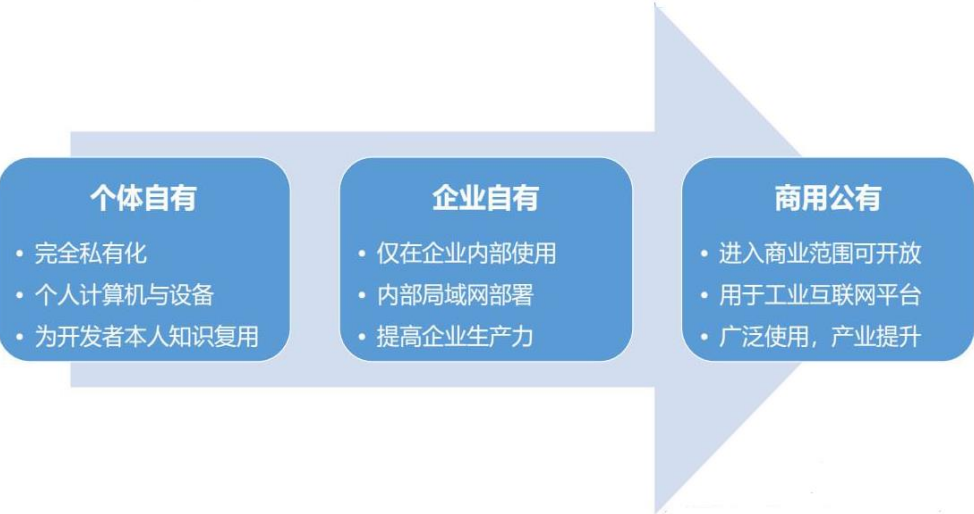 个体自有
• 完全私有化
• 个人计算机与设备
• 为开发者本人知识复用
企业自有
• 仅在企业内部使用
• 内部局域网部署
• 提高企业生产力
商用公有
• 进入商业范围可开放
• 用于工业互联网平台
• 广泛使用，产业提升